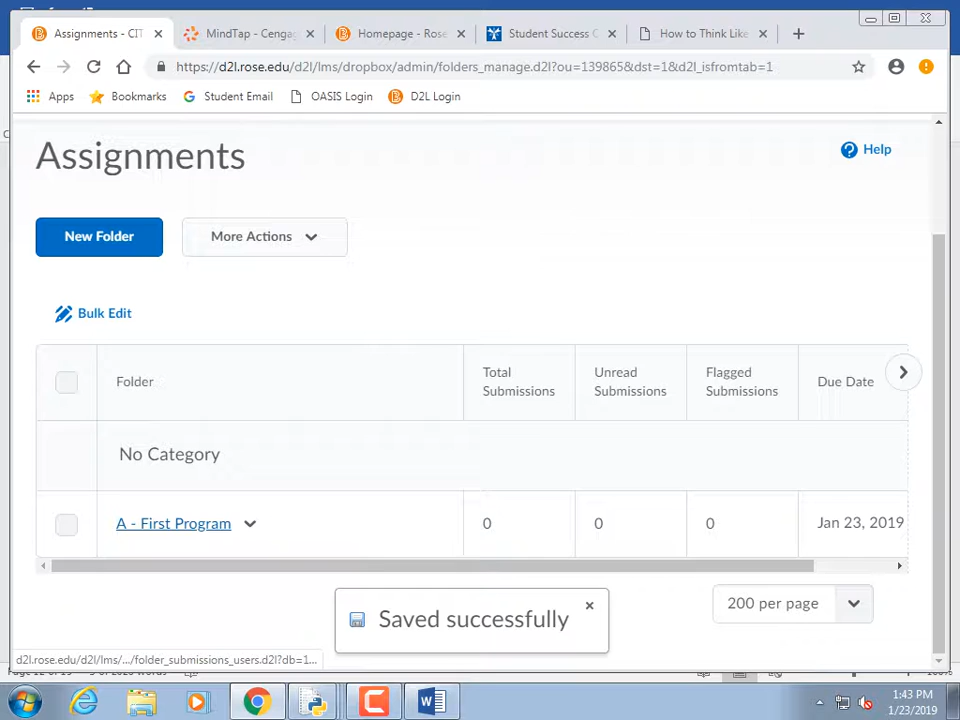 Assignments - CIT
MindTap - Cengag
Homepage - Rose
Student Success C
How to Think Like
https://d2l.rose.edu/d2l/lms/dropbox/admin/folders_manage.d2l?ou=139865&dst=1&d2l_isfromtab=1
Apps
Bookmarks
Student Email
OASIS Login
D2L Login
Assignments
Help
New Folder
More Actions
Bulk Edit
Folder
Total
Submissions
Unread
Submissions
Flagged
Submissions
Due Date
No Category
A - First Program
0
0
0
Jan 23, 2019
200 per page
Saved successfully
d2l.rose.edu/d2l/lms/.../folder_submissions_users.d2l?db=1...
1:43 PM
1/23/2019